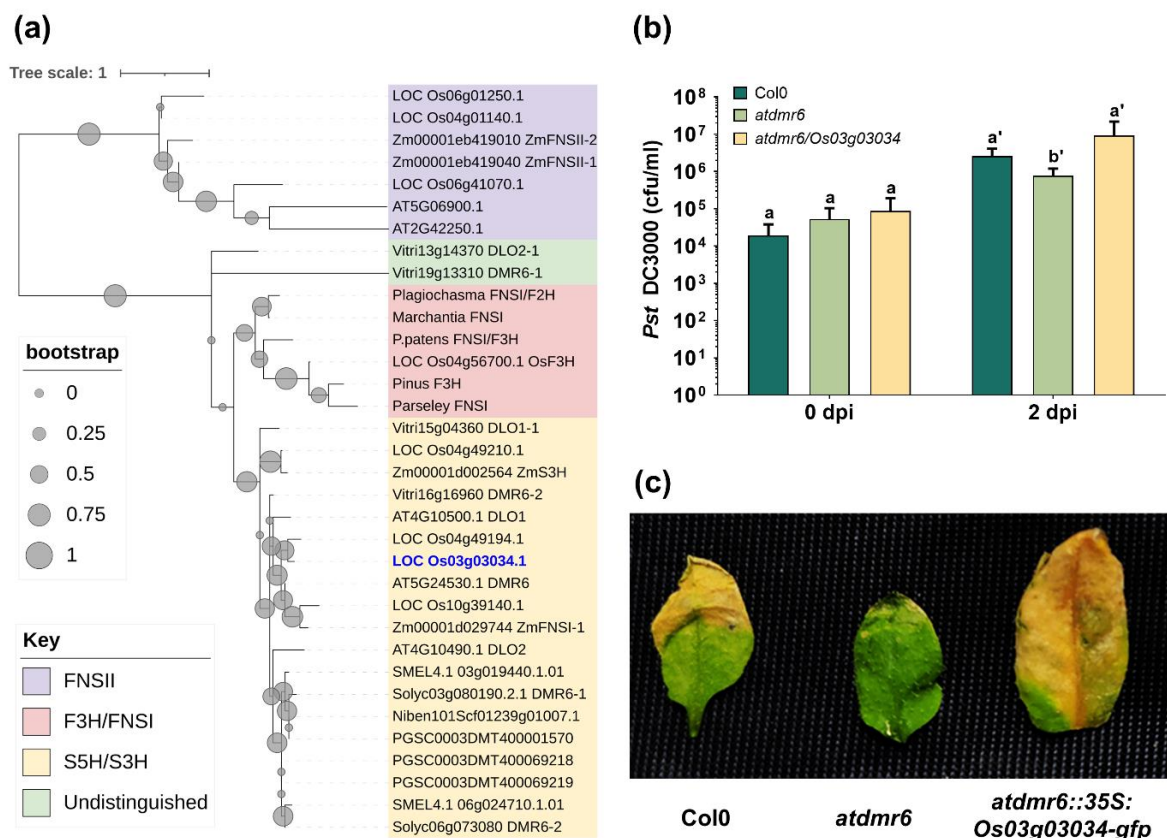 (a)
Tree scale: 1
LOC Os06g01250.1
LOC Os04g01140.1
Zm00001eb419010 ZmFNSII-2
Zm00001eb419040 ZmFNSII-1
LOC Os06g41070.1
AT5G06900.1
AT2G42250.1
Vitri13g14370 DLO2-1
Vitri19g13310 DMR6-1
Plagiochasma FNSI/F2H
Marchantia FNSI
P.patens FNSI/F3H
LOC Os04g56700.1 OsF3H
Pinus F3H
Parseley FNSI
Vitri15g04360 DLO1-1
LOC Os04g49210.1
Zm00001d002564 ZmS3H
Vitri16g16960 DMR6-2
AT4G10500.1 DLO1
LOC Os04g49194.1
LOC Os03g03034.1
AT5G24530.1 DMR6
LOC Os10g39140.1
Zm00001d029744 ZmFNSI-1
AT4G10490.1 DLO2
SMEL4.1 03g019440.1.01
Solyc03g080190.2.1 DMR6-1
Niben101Scf01239g01007.1
PGSC0003DMT400001570
PGSC0003DMT400069218
PGSC0003DMT400069219
SMEL4.1 06g024710.1.01
Solyc06g073080 DMR6-2
bootstrap
0
0.25
0.5
0.75
1
Key
FNSII
F3H/FNSI
S5H/S3H
Undistinguished
(b)
Pst DC3000 (cfu/ml)
10⁸
10⁷
10⁶
10⁵
10⁴
10³
10²
10¹
10⁰
Col0
atdmr6
atdmr6/Os03g03034
a a a a' b' a'
0 dpi 2 dpi
(c)
Col0 atdmr6 atdmr6::35S:
Os03g03034-gfp